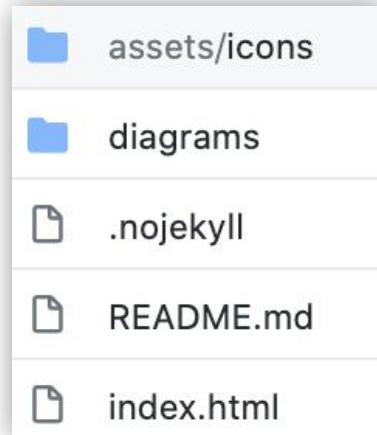 assets/icons
diagrams
.nojekyll
README.md
index.html